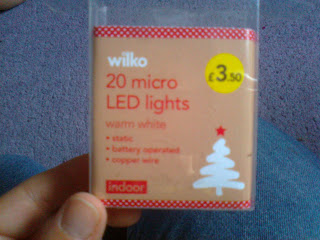 wilko
£3.50
20 micro
LED lights
warm white
• static
• battery operated
• copper wire
indoor